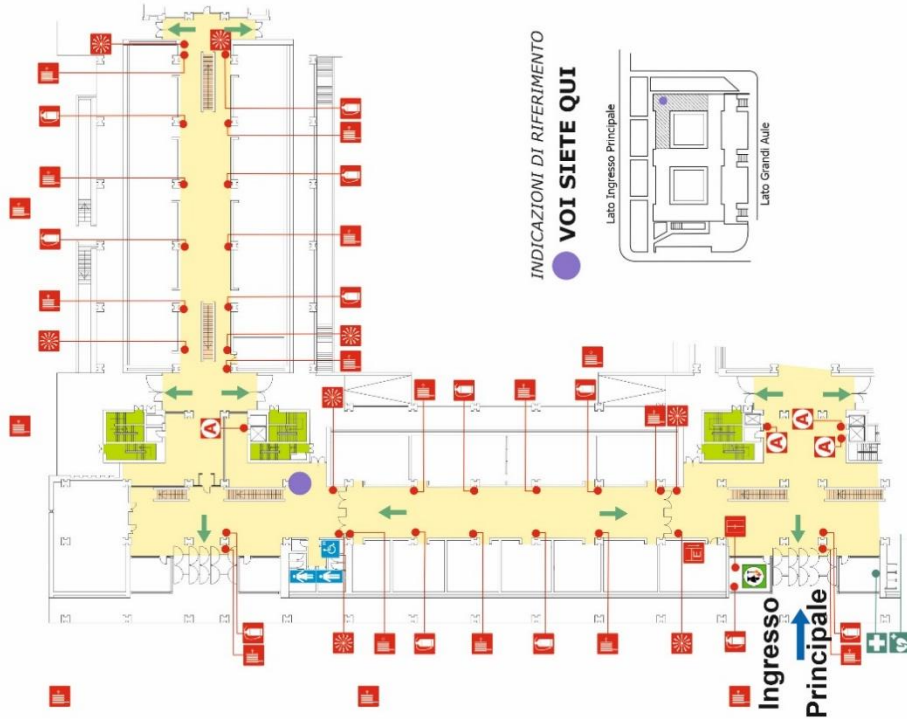 INDICAZIONI DI RIFERIMENTO
VOI SIETE QUI
Lato Ingresso Principale
Lato Grandi Aule
A
A
A
A
E
Ingresso
Principale